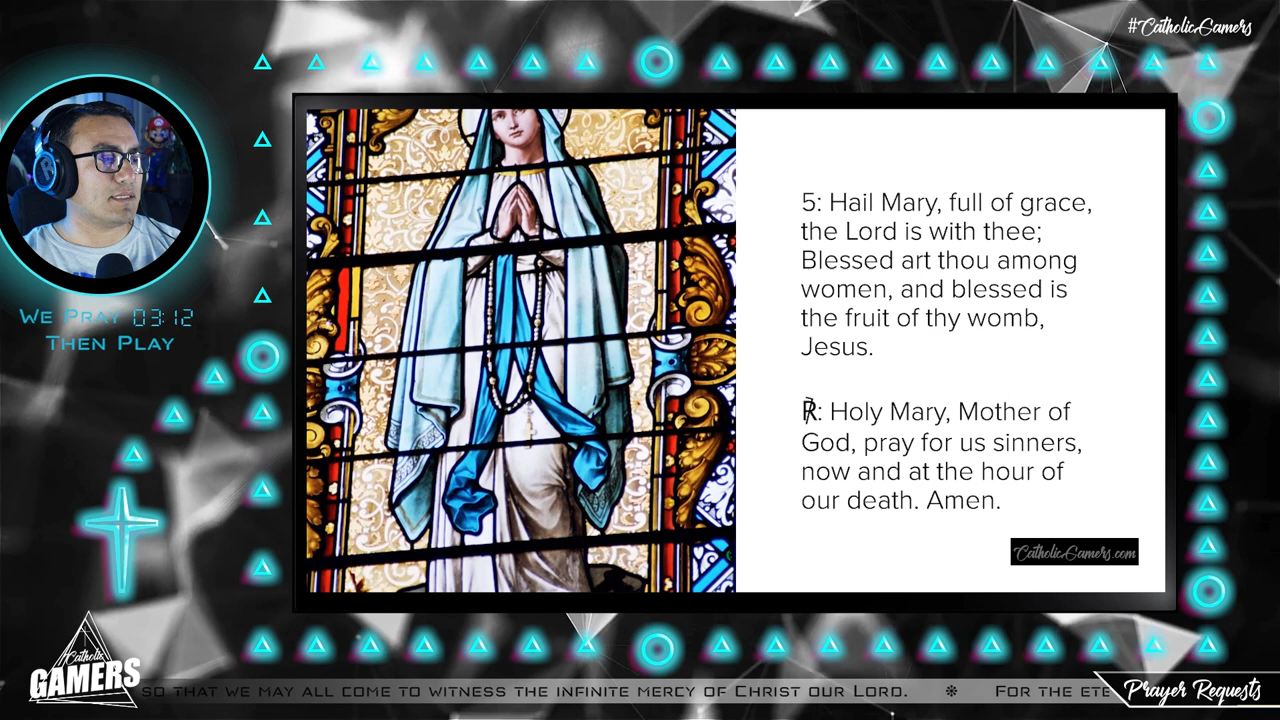 #CatholicGamers
We Pray 03:12
Then Play
5: Hail Mary, full of grace,
the Lord is with thee;
Blessed art thou among
women, and blessed is
the fruit of thy womb,
Jesus.
℟: Holy Mary, Mother of
God, pray for us sinners,
now and at the hour of
our death. Amen.
CatholicGamers.com
Catholic
GAMERS
so that we may all come to witness the infinite mercy of Christ our Lord. ❉ For the ete
Prayer Requests